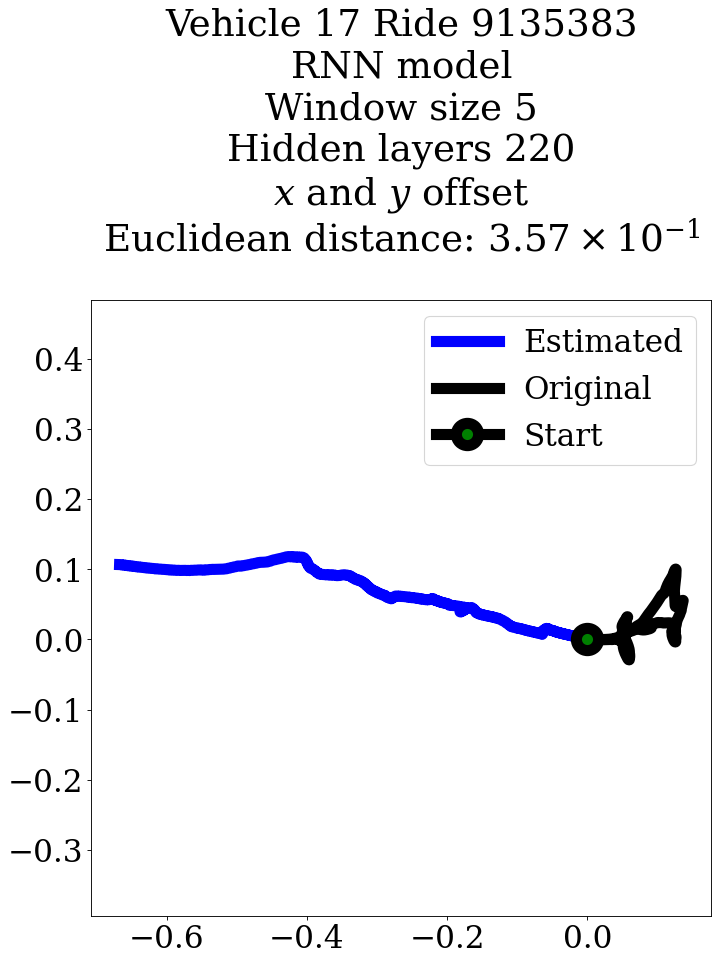 Vehicle 17 Ride 9135383
RNN model
Window size 5
Hidden layers 220
x and y offset
Euclidean distance: 3.57 × 10⁻¹
Estimated
Original
Start
0.4
0.3
0.2
0.1
0.0
−0.1
−0.2
−0.3
−0.6 −0.4 −0.2 0.0